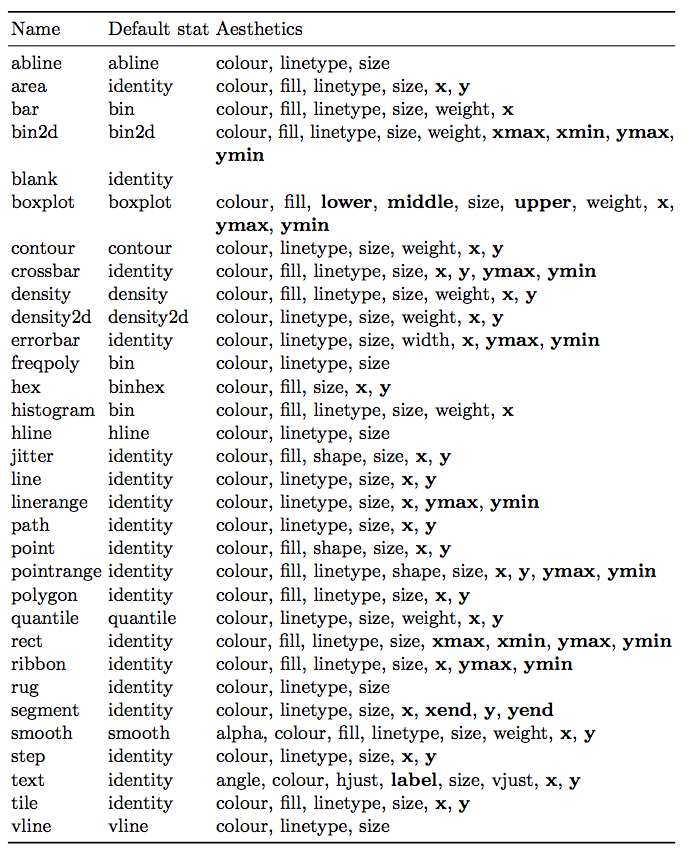 Name Default stat Aesthetics
abline abline colour, linetype, size
area identity colour, fill, linetype, size, x, y
bar bin colour, fill, linetype, size, weight, x
bin2d bin2d colour, fill, linetype, size, weight, xmax, xmin, ymax,
ymin
blank identity
boxplot boxplot colour, fill, lower, middle, size, upper, weight, x,
ymax, ymin
contour contour colour, linetype, size, weight, x, y
crossbar identity colour, fill, linetype, size, x, y, ymax, ymin
density density colour, fill, linetype, size, weight, x, y
density2d density2d colour, linetype, size, weight, x, y
errorbar identity colour, linetype, size, width, x, ymax, ymin
freqpoly bin colour, linetype, size
hex binhex colour, fill, size, x, y
histogram bin colour, fill, linetype, size, weight, x
hline hline colour, linetype, size
jitter identity colour, fill, shape, size, x, y
line identity colour, linetype, size, x, y
linerange identity colour, linetype, size, x, ymax, ymin
path identity colour, linetype, size, x, y
point identity colour, fill, shape, size, x, y
pointrange identity colour, fill, linetype, shape, size, x, y, ymax, ymin
polygon identity colour, fill, linetype, size, x, y
quantile quantile colour, linetype, size, weight, x, y
rect identity colour, fill, linetype, size, xmax, xmin, ymax, ymin
ribbon identity colour, fill, linetype, size, x, ymax, ymin
rug identity colour, linetype, size
segment identity colour, linetype, size, x, xend, y, yend
smooth smooth alpha, colour, fill, linetype, size, weight, x, y
step identity colour, linetype, size, x, y
text identity angle, colour, hjust, label, size, vjust, x, y
tile identity colour, fill, linetype, size, x, y
vline vline colour, linetype, size